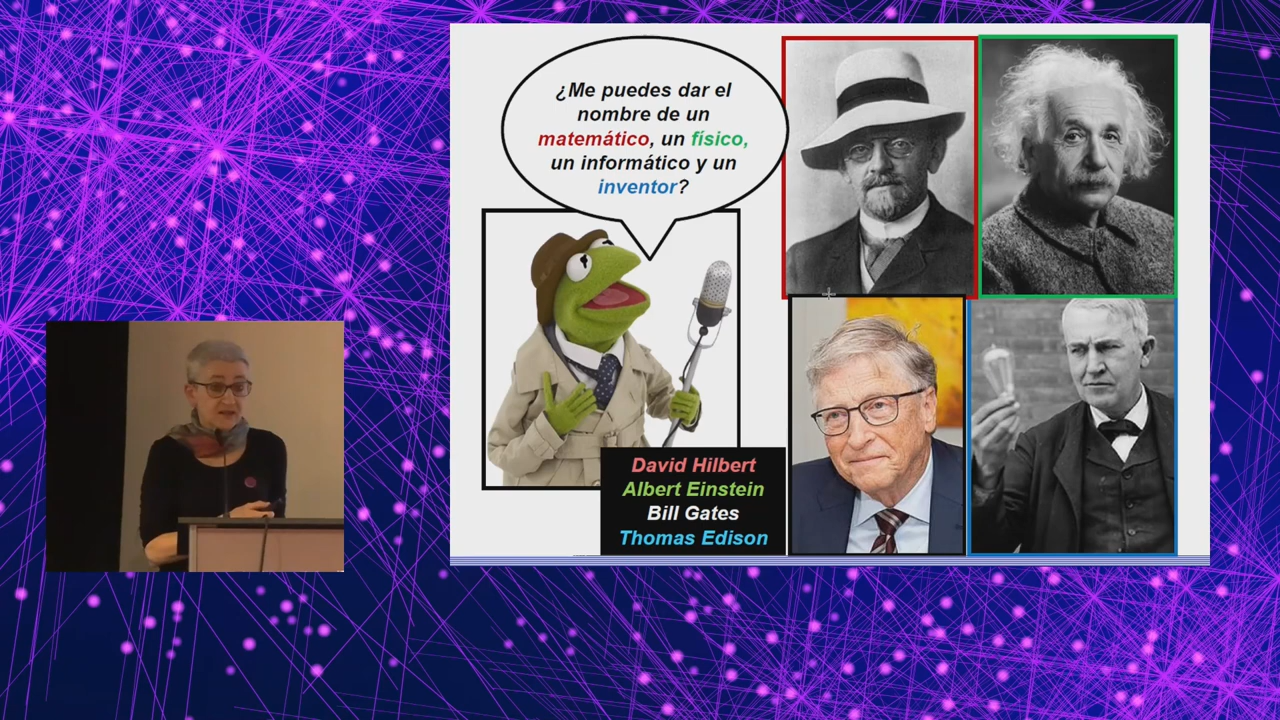 ¿Me puedes dar el
nombre de un
matemático, un físico,
un informático y un
inventor?
David Hilbert
Albert Einstein
Bill Gates
Thomas Edison